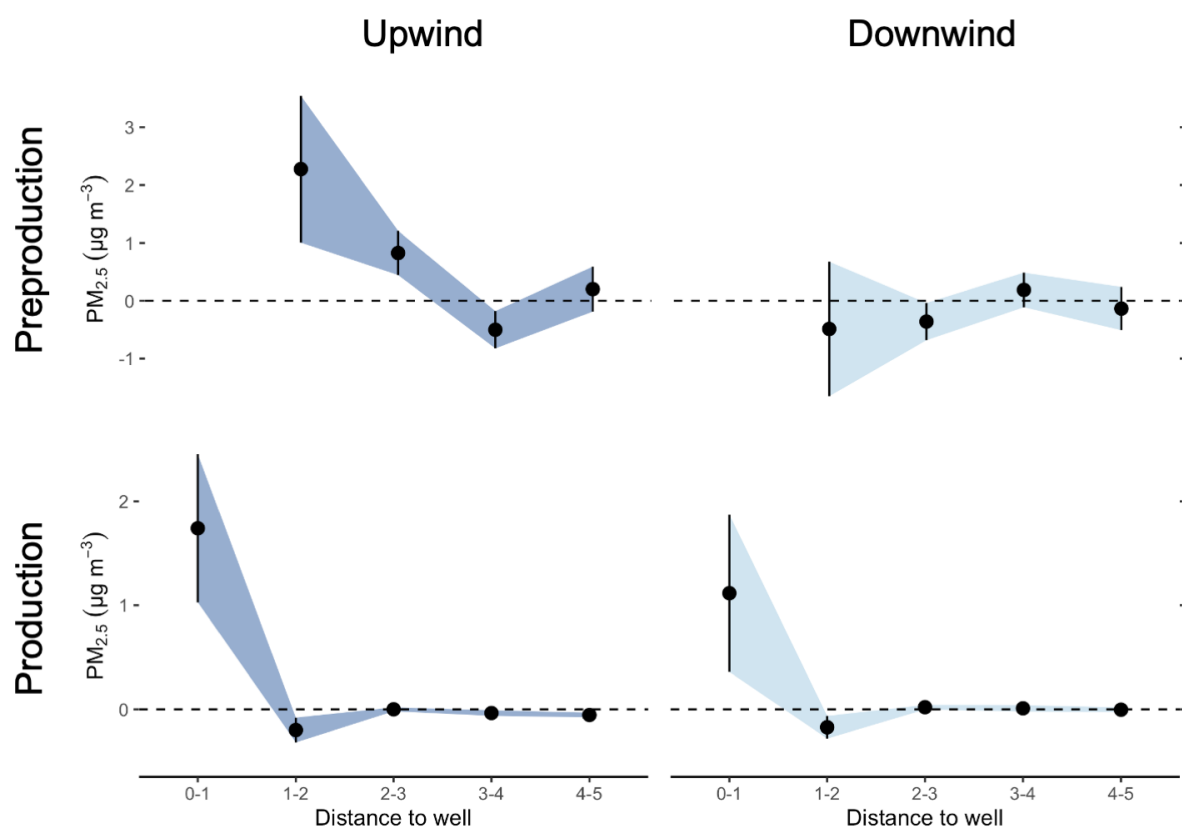 Upwind Downwind
Preproduction
PM2.5 (µg m−3)
3
2
1
0
-1
Production
PM2.5 (µg m−3)
2
1
0
0-1 1-2 2-3 3-4 4-5 0-1 1-2 2-3 3-4 4-5
Distance to well Distance to well